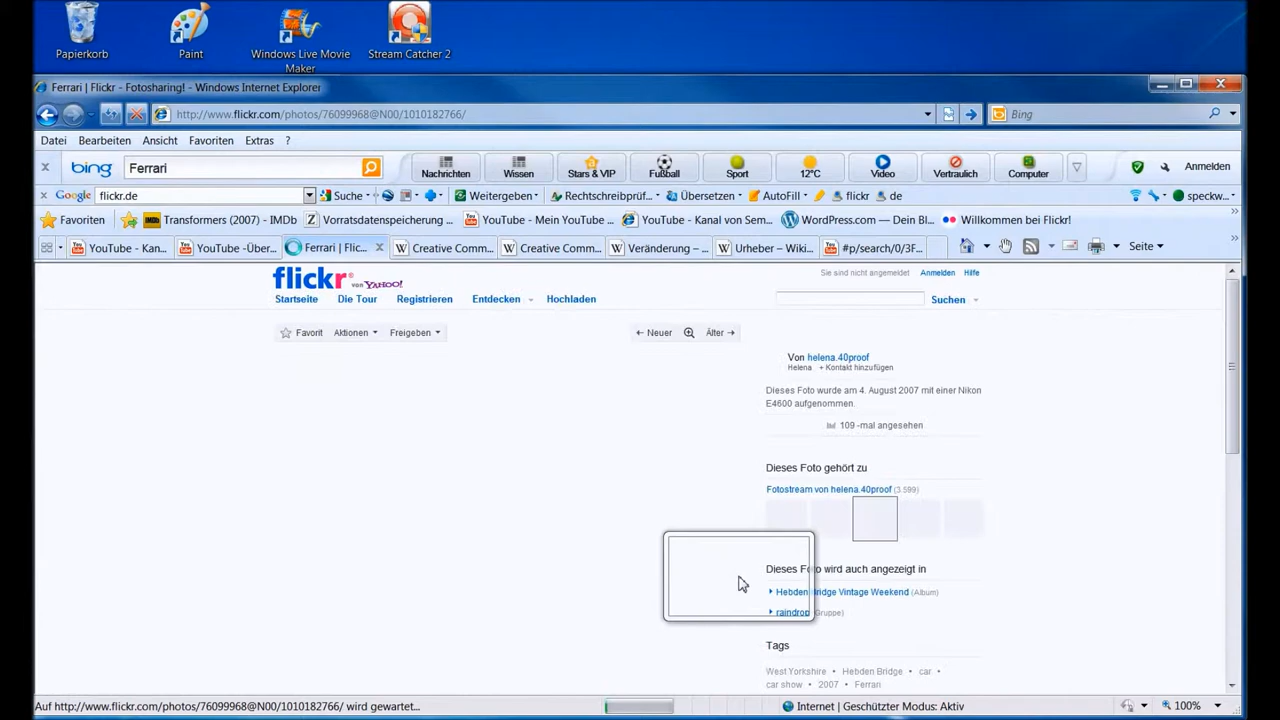 Papierkorb
Paint
Windows Live Movie
Maker
Stream Catcher 2
Ferrari | Flickr - Fotosharing! - Windows Internet Explorer
http://www.flickr.com/photos/76099968@N00/1010182766/
Bing
Datei Bearbeiten Ansicht Favoriten Extras ?
bing Ferrari Nachrichten Wissen Stars & VIP Fußball Sport 12°C Video Vertraulich Computer Anmelden
Google flickr.de Suche Weitergeben Rechtschreibprüf... Übersetzen AutoFill flickr de speckw...
Favoriten IMDb Transformers (2007) - IMDb Vorratsdatenspeicherung ... YouTube - Mein YouTube ... YouTube - Kanal von Sem... WordPress.com — Dein Bl... Willkommen bei Flickr!
YouTube - Kan... YouTube -Über... Ferrari | Flic... Creative Comm... Creative Comm... Veränderung –... Urheber – Wiki... #p/search/0/3F... Seite
flickr von YAHOO!
Sie sind nicht angemeldet Anmelden Hilfe
Startseite Die Tour Registrieren Entdecken Hochladen Suchen
Favorit Aktionen Freigeben ← Neuer Älter →
Von helena.40proof
Helena + Kontakt hinzufügen
Dieses Foto wurde am 4. August 2007 mit einer Nikon
E4600 aufgenommen.
109 -mal angesehen
Dieses Foto gehört zu
Fotostream von helena.40proof (3.599)
Dieses Foto wird auch angezeigt in
Hebden Bridge Vintage Weekend (Album)
raindrop (Gruppe)
Tags
West Yorkshire • Hebden Bridge • car •
car show • 2007 • Ferrari
Auf http://www.flickr.com/photos/76099968@N00/1010182766/ wird gewartet...
Internet | Geschützter Modus: Aktiv
100%